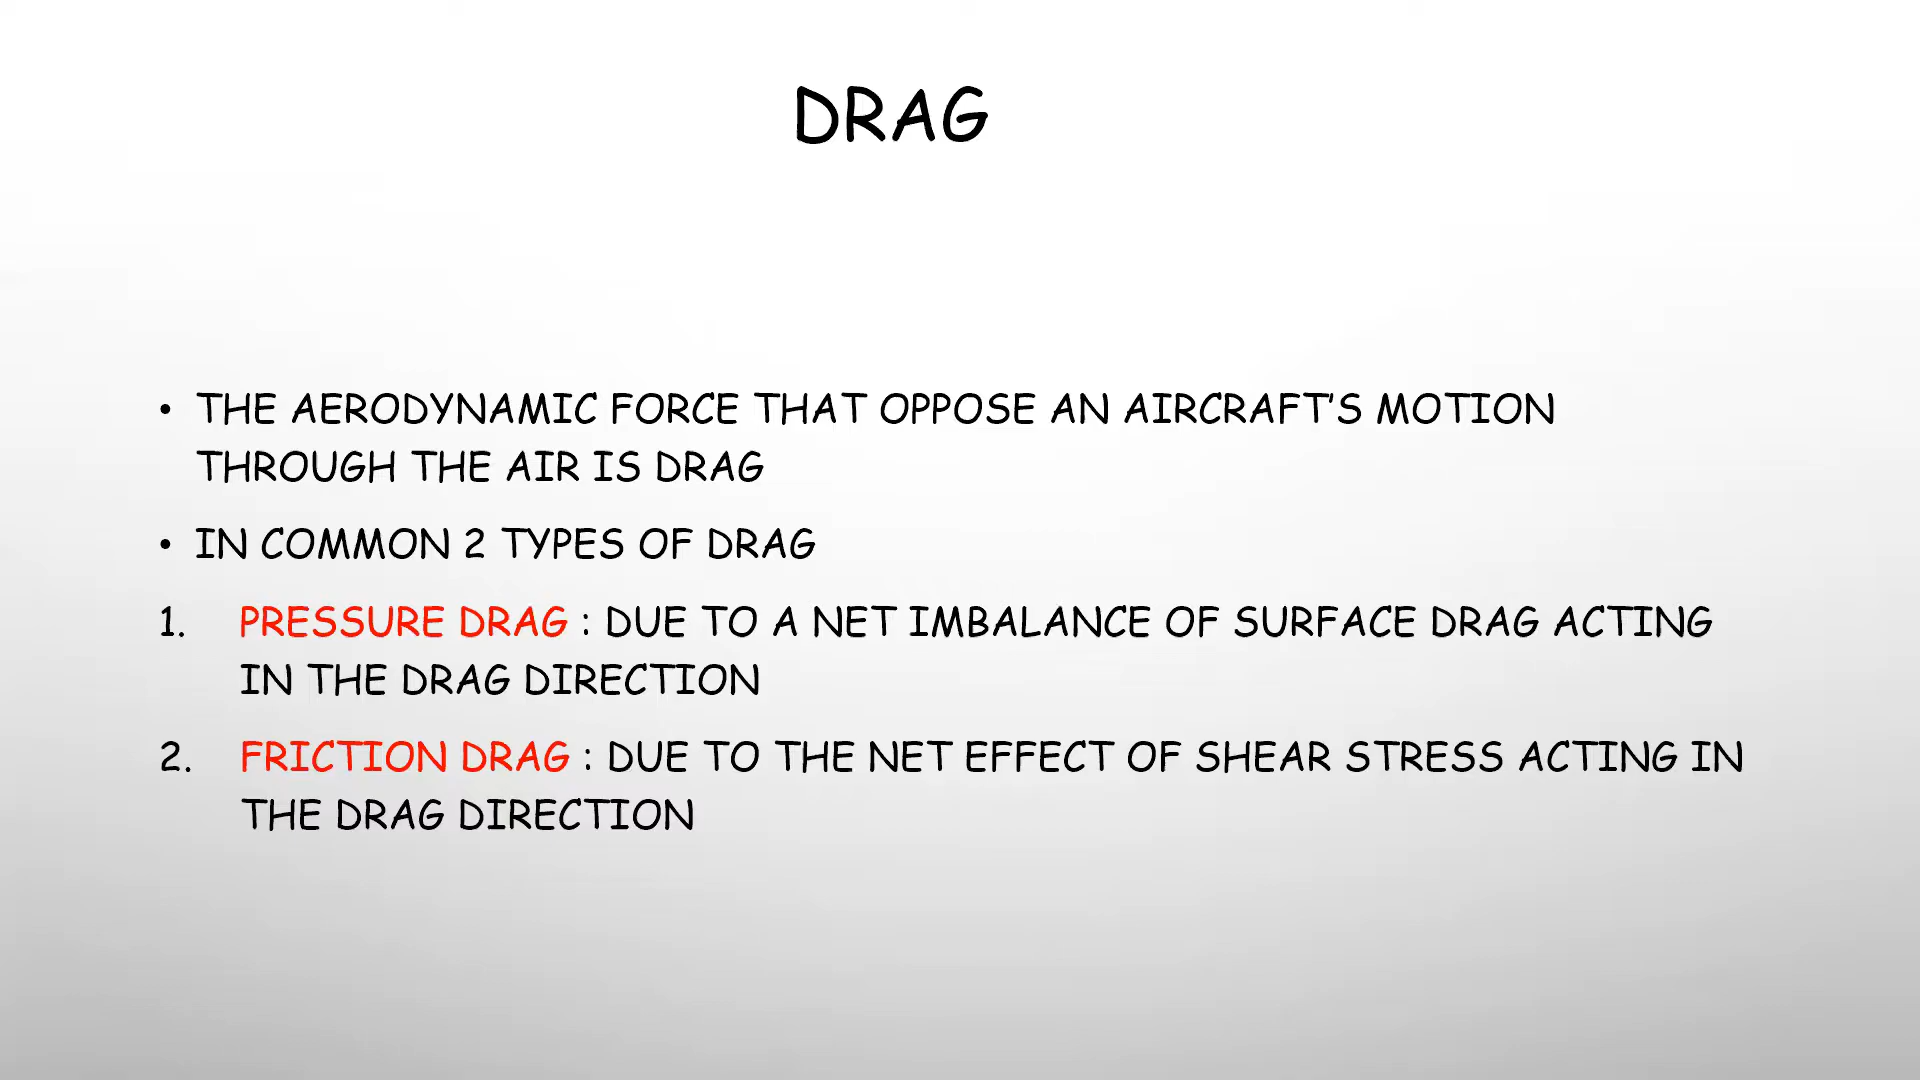 DRAG
• THE AERODYNAMIC FORCE THAT OPPOSE AN AIRCRAFT'S MOTION
THROUGH THE AIR IS DRAG
• IN COMMON 2 TYPES OF DRAG
1. PRESSURE DRAG : DUE TO A NET IMBALANCE OF SURFACE DRAG ACTING
IN THE DRAG DIRECTION
2. FRICTION DRAG : DUE TO THE NET EFFECT OF SHEAR STRESS ACTING IN
THE DRAG DIRECTION